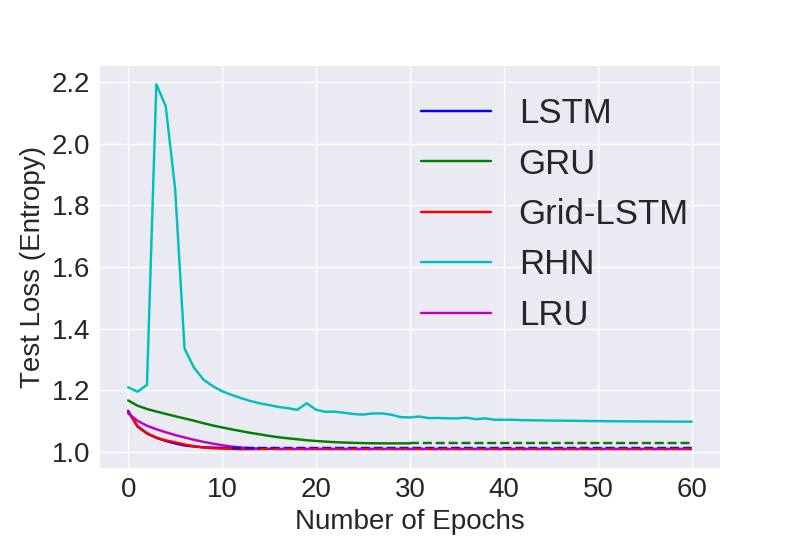 2.2
2.0
1.8
1.6
1.4
1.2
1.0
Test Loss (Entropy)
LSTM
GRU
Grid-LSTM
RHN
LRU
0 10 20 30 40 50 60
Number of Epochs